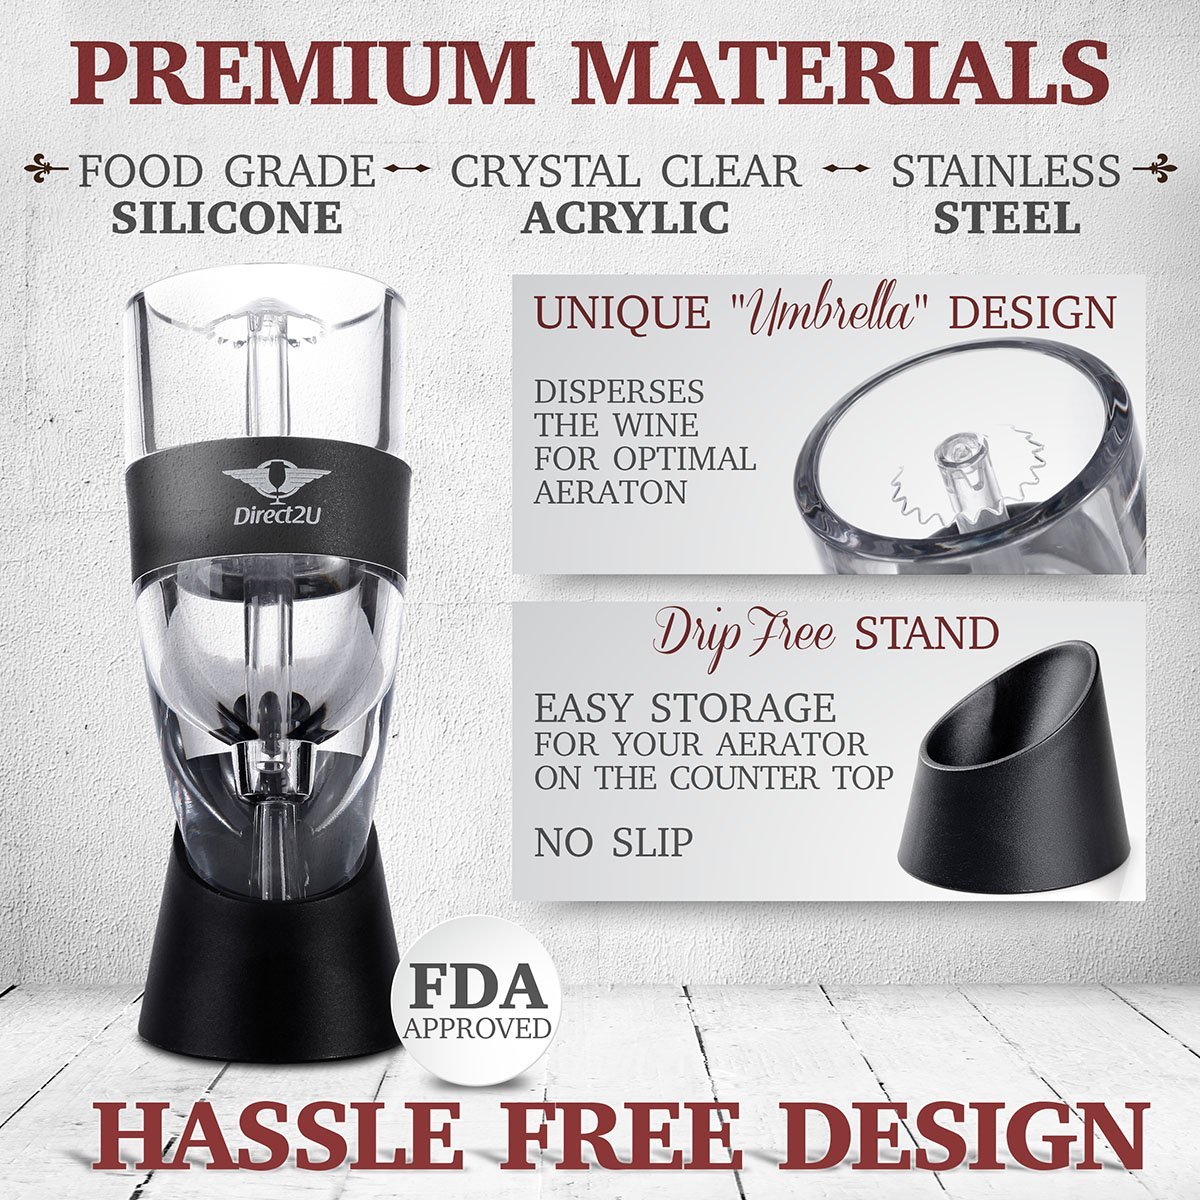 PREMIUM MATERIALS
FOOD GRADE
SILICONE
CRYSTAL CLEAR
ACRYLIC
STAINLESS
STEEL
Direct2U
UNIQUE "Umbrella" DESIGN
DISPERSES
THE WINE
FOR OPTIMAL
AERATON
Drip Free STAND
EASY STORAGE
FOR YOUR AERATOR
ON THE COUNTER TOP
NO SLIP
FDA
APPROVED
HASSLE FREE DESIGN